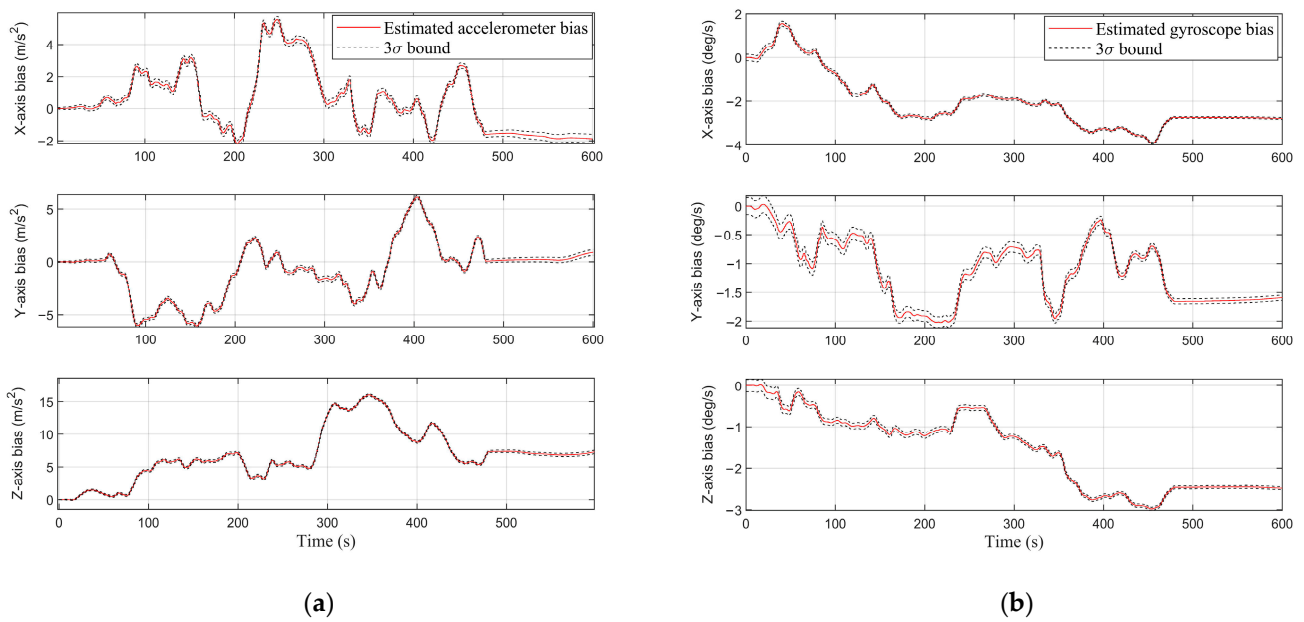 Estimated accelerometer bias
3σ bound
X-axis bias (m/s²)
4
2
0
−2
100 200 300 400 500 600
Y-axis bias (m/s²)
5
0
−5
100 200 300 400 500 600
Z-axis bias (m/s²)
15
10
5
0
0 100 200 300 400 500
Time (s)
(a)
Estimated gyroscope bias
3σ bound
X-axis bias (deg/s)
2
0
−2
−4
0 100 200 300 400 500 600
Y-axis bias (deg/s)
0
−0.5
−1
−1.5
−2
0 100 200 300 400 500 600
Z-axis bias (deg/s)
0
−1
−2
−3
0 100 200 300 400 500 600
Time (s)
(b)